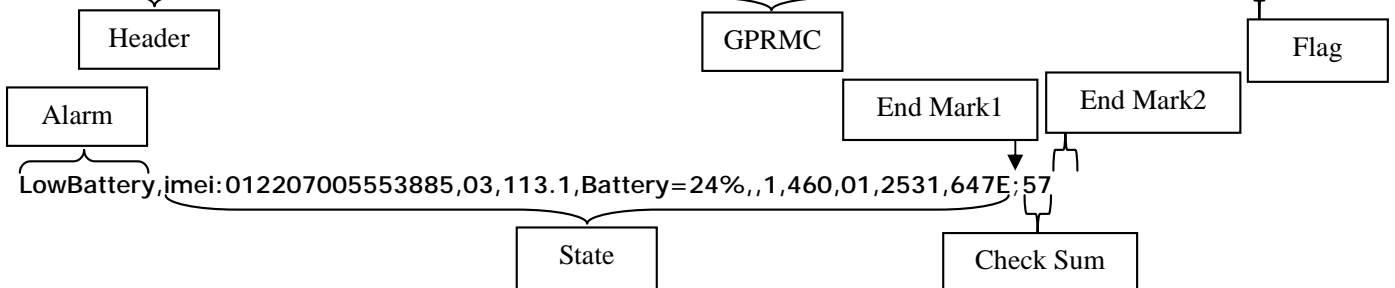 Header
GPRMC
Flag
Alarm
End Mark1
End Mark2
LowBattery,imei:012207005553885,03,113.1,Battery=24%,,1,460,01,2531,647E;57
State
Check Sum